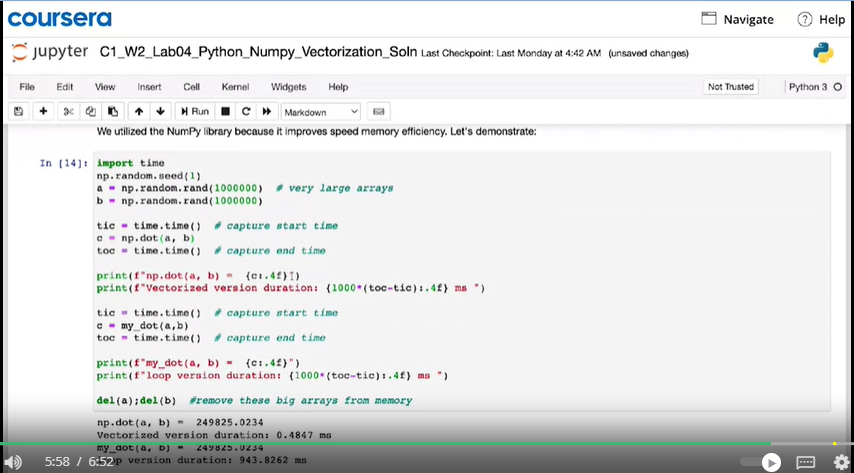 coursera
Navigate
Help
jupyter C1_W2_Lab04_Python_Numpy_Vectorization_Soln Last Checkpoint: Last Monday at 4:42 AM (unsaved changes)
File Edit View Insert Cell Kernel Widgets Help
Not Trusted
Python 3
Run
Markdown
We utilized the NumPy library because it improves speed memory efficiency. Let's demonstrate:
In [14]: import time
np.random.seed(1)
a = np.random.rand(1000000) # very large arrays
b = np.random.rand(1000000)
tic = time.time() # capture start time
c = np.dot(a, b)
toc = time.time() # capture end time
print(f"np.dot(a, b) = {c:.4f}")
print(f"Vectorized version duration: {1000*(toc-tic):.4f} ms ")
tic = time.time() # capture start time
c = my_dot(a,b)
toc = time.time() # capture end time
print(f"my_dot(a, b) = {c:.4f}")
print(f"loop version duration: {1000*(toc-tic):.4f} ms ")
del(a);del(b) #remove these big arrays from memory
np.dot(a, b) = 249825.0234
Vectorized version duration: 0.4847 ms
my_dot(a, b) = 249825.0234
5:58 / 6:52
version duration: 943.8262 ms